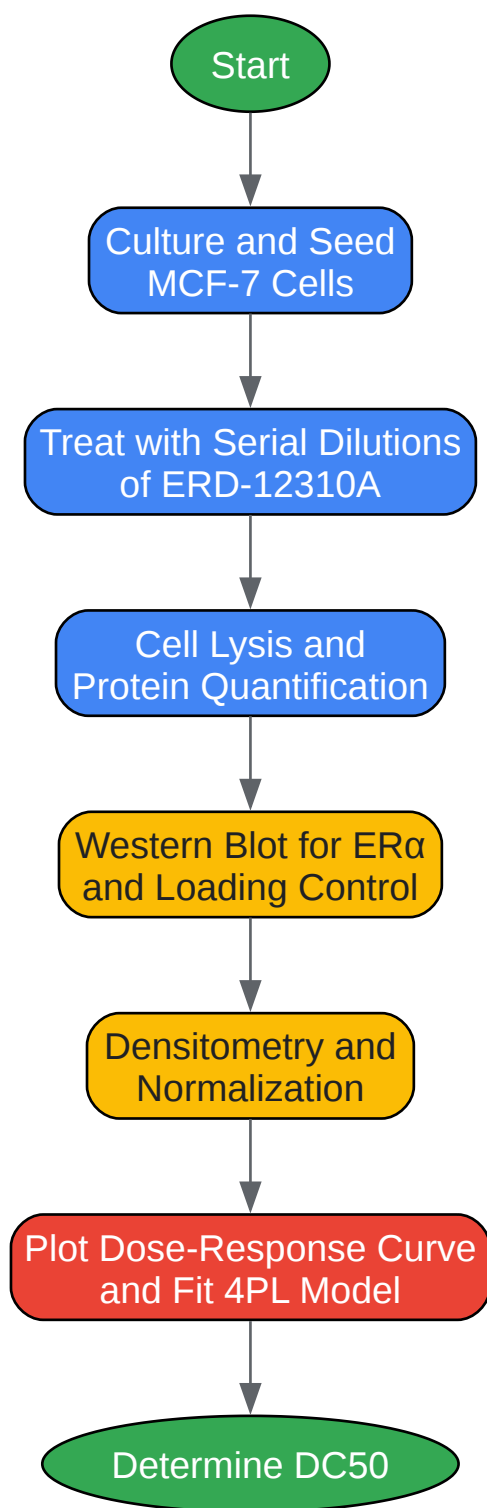 Start
Culture and Seed
MCF-7 Cells
Treat with Serial Dilutions
of ERD-12310A
Cell Lysis and
Protein Quantification
Western Blot for ERα
and Loading Control
Densitometry and
Normalization
Plot Dose-Response Curve
and Fit 4PL Model
Determine DC50